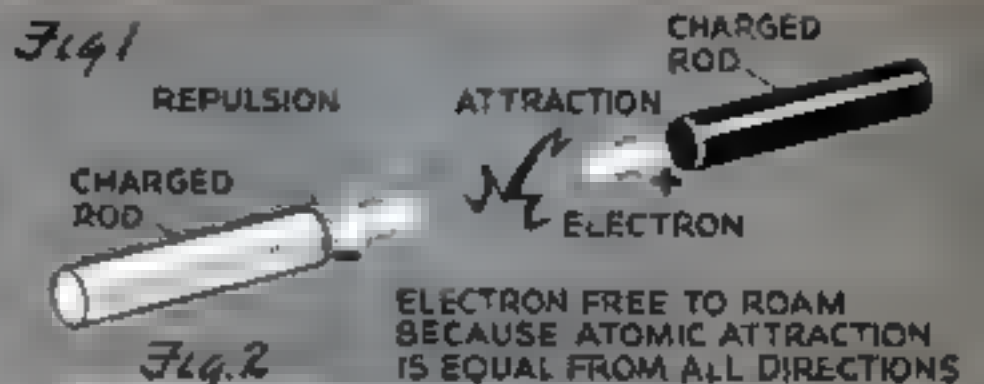 Fig 1
CHARGED
ROD
REPULSION
ATTRACTION
CHARGED
ROD
+
ELECTRON
-
ELECTRON FREE TO ROAM
BECAUSE ATOMIC ATTRACTION
IS EQUAL FROM ALL DIRECTIONS
Fig. 2